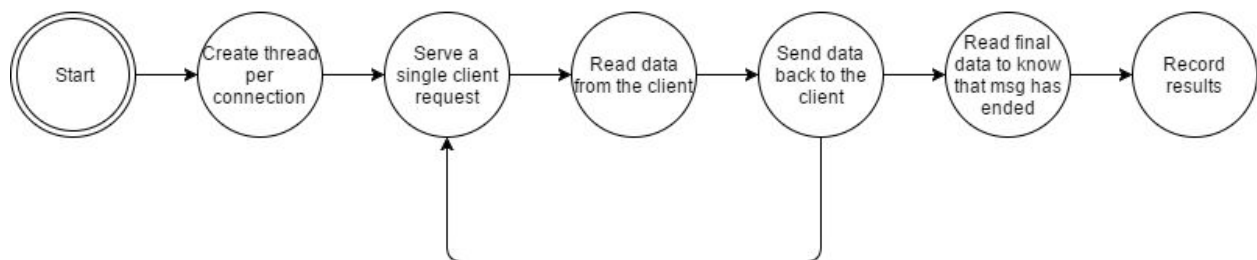 Start
Create thread
per
connection
Serve a
single client
request
Read data
from the client
Send data
back to the
client
Read final
data to know
that msg has
ended
Record
results